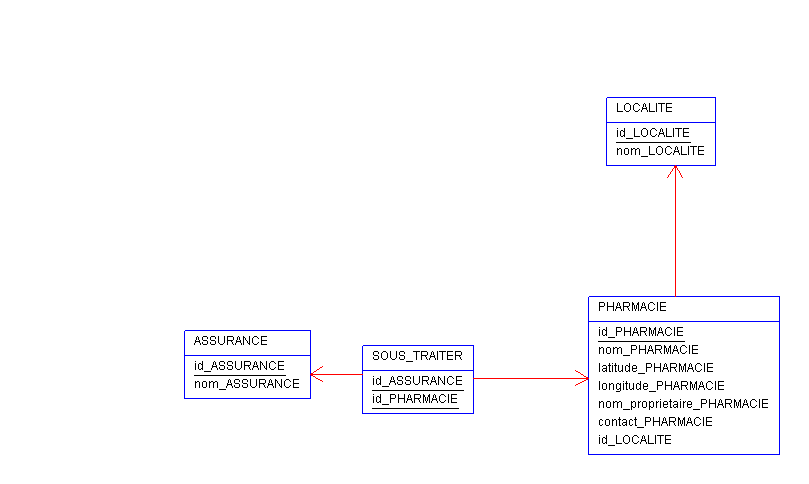 LOCALITE
id_LOCALITE
nom_LOCALITE
PHARMACIE
id_PHARMACIE
nom_PHARMACIE
latitude_PHARMACIE
longitude_PHARMACIE
nom_proprietaire_PHARMACIE
contact_PHARMACIE
id_LOCALITE
ASSURANCE
id_ASSURANCE
nom_ASSURANCE
SOUS_TRAITER
id_ASSURANCE
id_PHARMACIE